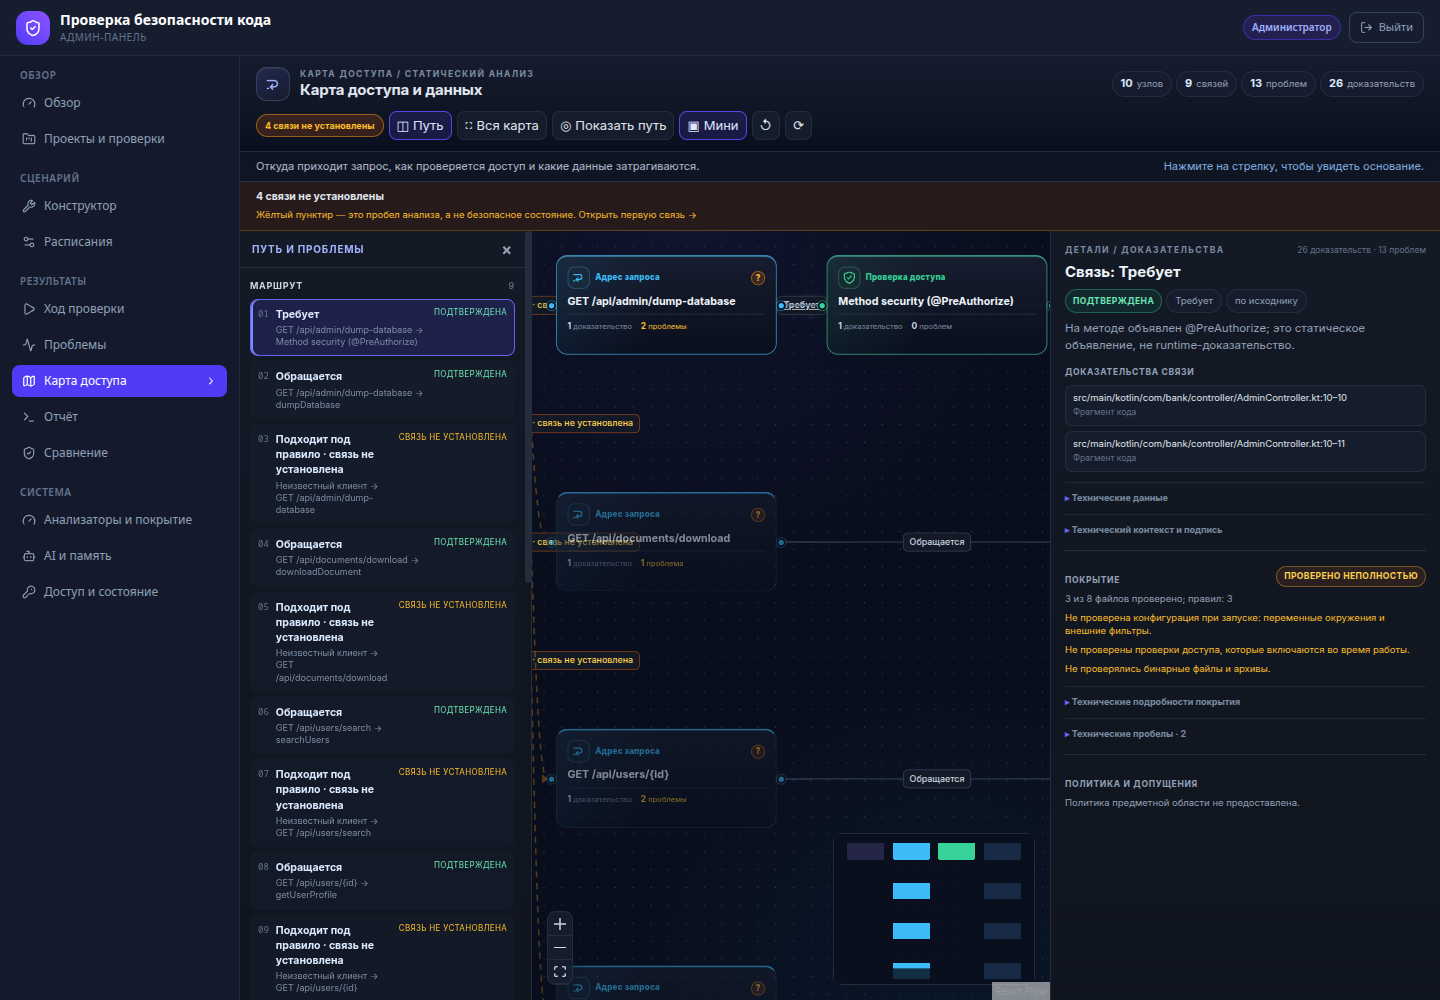 Проверка безопасности кода
АДМИН-ПАНЕЛЬ
Администратор
Выйти
ОБЗОР
Обзор
Проекты и проверки
СЦЕНАРИЙ
Конструктор
Расписания
РЕЗУЛЬТАТЫ
Ход проверки
Проблемы
Карта доступа
Отчёт
Сравнение
СИСТЕМА
Анализаторы и покрытие
AI и память
Доступ и состояние
КАРТА ДОСТУПА / СТАТИЧЕСКИЙ АНАЛИЗ
Карта доступа и данных
10 узлов
9 связей
13 проблем
26 доказательств
4 связи не установлены
Путь
Вся карта
Показать путь
Мини
Откуда приходит запрос, как проверяется доступ и какие данные затрагиваются.
Нажмите на стрелку, чтобы увидеть основание.
4 связи не установлены
Жёлтый пунктир — это пробел анализа, а не безопасное состояние. Открыть первую связь →
ПУТЬ И ПРОБЛЕМЫ
×
МАРШРУТ
9
01 Требует ПОДТВЕРЖДЕНА
GET /api/admin/dump-database →
Method security (@PreAuthorize)
02 Обращается ПОДТВЕРЖДЕНА
GET /api/admin/dump-database →
dumpDatabase
03 Подходит под СВЯЗЬ НЕ УСТАНОВЛЕНА
правило · связь не
установлена
Неизвестный клиент →
GET /api/admin/dump-
database
04 Обращается ПОДТВЕРЖДЕНА
GET /api/documents/download →
downloadDocument
05 Подходит под СВЯЗЬ НЕ УСТАНОВЛЕНА
правило · связь не
установлена
Неизвестный клиент →
GET
/api/documents/download
06 Обращается ПОДТВЕРЖДЕНА
GET /api/users/search →
searchUsers
07 Подходит под СВЯЗЬ НЕ УСТАНОВЛЕНА
правило · связь не
установлена
Неизвестный клиент →
GET /api/users/search
08 Обращается ПОДТВЕРЖДЕНА
GET /api/users/{id} →
getUserProfile
09 Подходит под СВЯЗЬ НЕ УСТАНОВЛЕНА
правило · связь не
установлена
Неизвестный клиент →
GET /api/users/{id}
Адрес запроса ?
· св
GET /api/admin/dump-database
1 доказательство 2 проблемы
Требует
Проверка доступа
Method security (@PreAuthorize)
1 доказательство 0 проблем
· связь не установлена
Адрес запроса ?
GET /api/documents/download
· связь не установлена
1 доказательство 1 проблема
Обращается
· связь не установлена
Адрес запроса ?
GET /api/users/{id}
1 доказательство 2 проблемы
Обращается
Адрес запроса ?
React Flow
ДЕТАЛИ / ДОКАЗАТЕЛЬСТВА
26 доказательств · 13 проблем
Связь: Требует
ПОДТВЕРЖДЕНА
Требует
по исходнику
На методе объявлен @PreAuthorize; это статическое
объявление, не runtime-доказательство.
ДОКАЗАТЕЛЬСТВА СВЯЗИ
src/main/kotlin/com/bank/controller/AdminController.kt:10–10
Фрагмент кода
src/main/kotlin/com/bank/controller/AdminController.kt:10–11
Фрагмент кода
▸ Технические данные
▸ Технический контекст и подпись
ПОКРЫТИЕ
ПРОВЕРЕНО НЕПОЛНОСТЬЮ
3 из 8 файлов проверено; правил: 3
Не проверена конфигурация при запуске: переменные окружения и
внешние фильтры.
Не проверены проверки доступа, которые включаются во время работы.
Не проверялись бинарные файлы и архивы.
▸ Технические подробности покрытия
▸ Технические пробелы · 2
ПОЛИТИКА И ДОПУЩЕНИЯ
Политика предметной области не предоставлена.